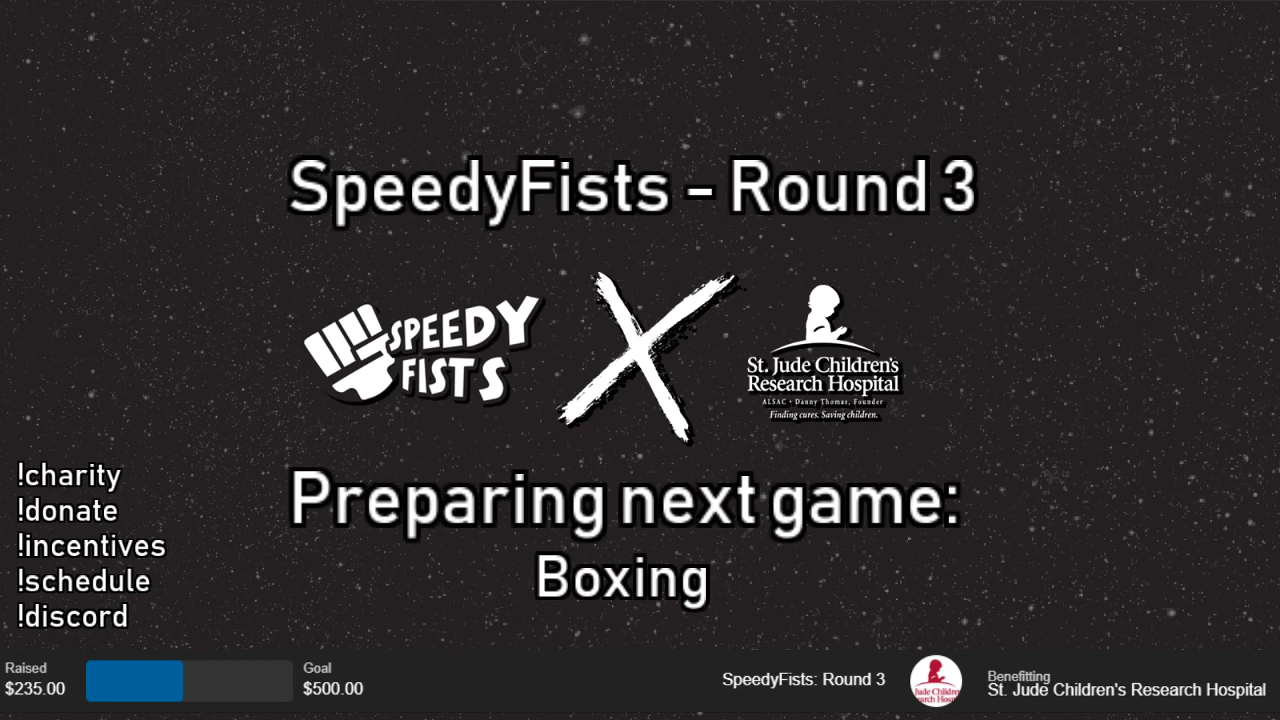 SpeedyFists - Round 3
SPEEDY
FISTS
St. Jude Children's
Research Hospital
ALSAC • Danny Thomas, Founder
Finding cures. Saving children.
!charity
!donate
!incentives
!schedule
!discord
Preparing next game:
Boxing
Raised
$235.00
Goal
$500.00
SpeedyFists: Round 3
Benefitting
St. Jude Children's Research Hospital